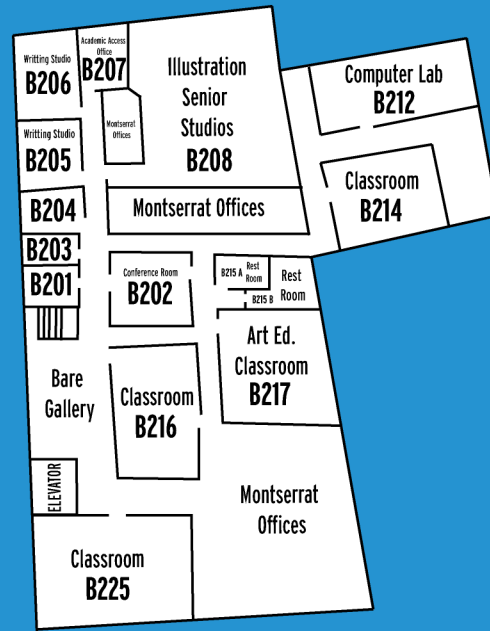 Writting Studio
B206
Academic Access
Office
B207
Montserrat
Offices
Illustration
Senior
Studios
B208
Computer Lab
B212
Writting Studio
B205
Classroom
B214
B204
Montserrat Offices
B203
B201
Conference Room
B202
B215 A
Rest
Room
B215 B
Rest
Room
Art Ed.
Classroom
B217
Bare
Gallery
Classroom
B216
ELEVATOR
Montserrat
Offices
Classroom
B225